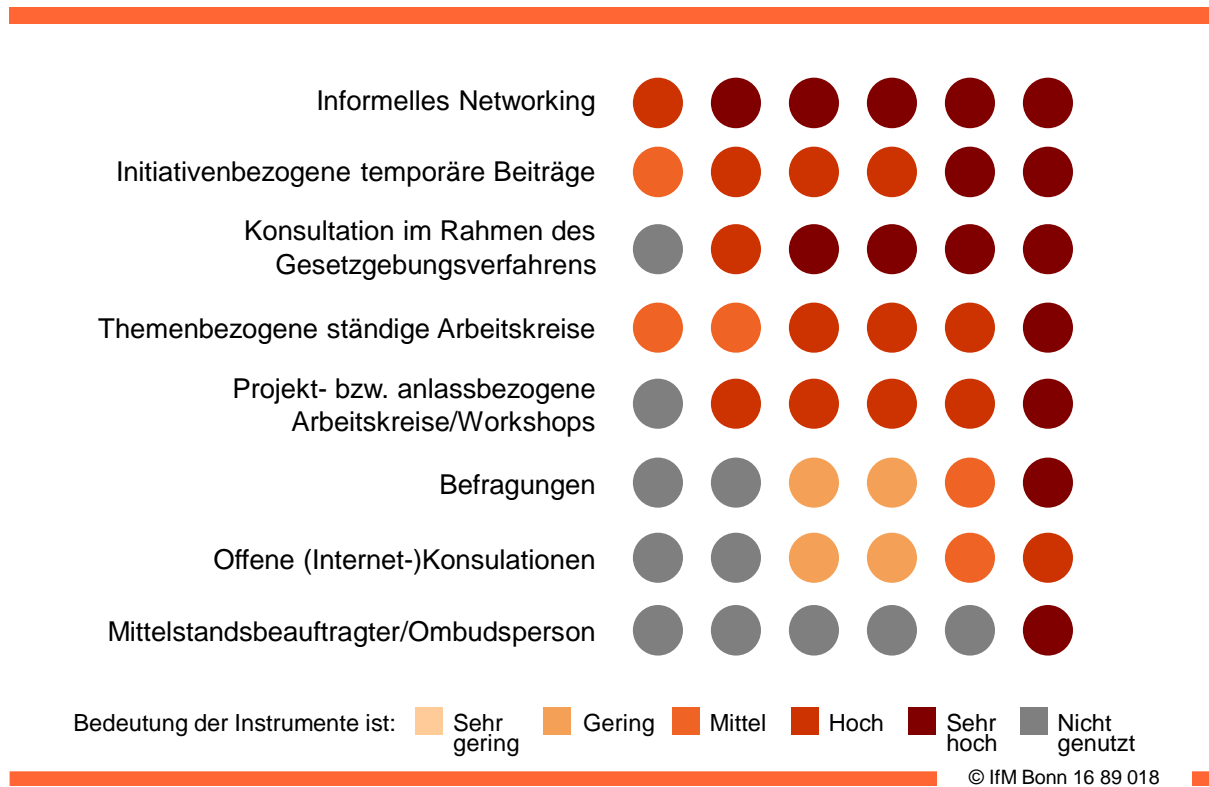 Informelles Networking
Initiativenbezogene temporäre Beiträge
Konsultation im Rahmen des
Gesetzgebungsverfahrens
Themenbezogene ständige Arbeitskreise
Projekt- bzw. anlassbezogene
Arbeitskreise/Workshops
Befragungen
Offene (Internet-)Konsulationen
Mittelstandsbeauftragter/Ombudsperson
Bedeutung der Instrumente ist:
Sehr
gering
Gering
Mittel
Hoch
Sehr
hoch
Nicht
genutzt
© IfM Bonn 16 89 018